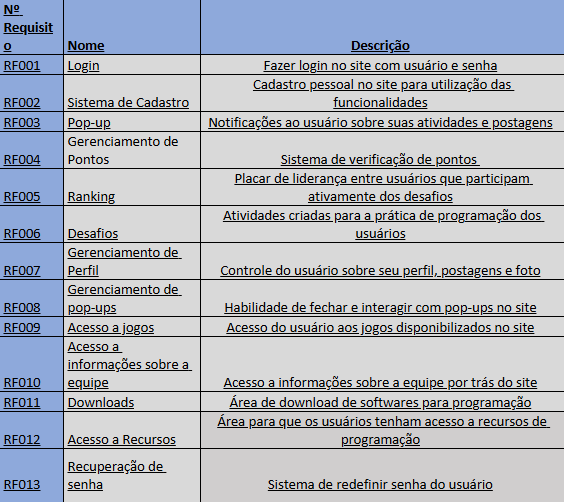 Nº
Requisit
o
Nome
Descrição
RF001
Login
Fazer login no site com usuário e senha
RF002
Sistema de Cadastro
Cadastro pessoal no site para utilização das
funcionalidades
RF003
Pop-up
Notificações ao usuário sobre suas atividades e postagens
RF004
Gerenciamento de
Pontos
Sistema de verificação de pontos
RF005
Ranking
Placar de liderança entre usuários que participam
ativamente dos desafios
RF006
Desafios
Atividades criadas para a prática de programação dos
usuários
RF007
Gerenciamento de
Perfil
Controle do usuário sobre seu perfil, postagens e foto
RF008
Gerenciamento de
pop-ups
Habilidade de fechar e interagir com pop-ups no site
RF009
Acesso a jogos
Acesso do usuário aos jogos disponibilizados no site
RF010
Acesso a
informações sobre a
equipe
Acesso a informações sobre a equipe por trás do site
RF011
Downloads
Área de download de softwares para programação
RF012
Acesso a Recursos
Área para que os usuários tenham acesso a recursos de
programação
RF013
Recuperação de
senha
Sistema de redefinir senha do usuário